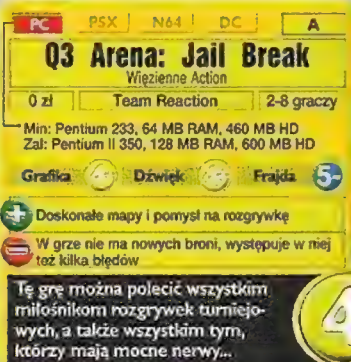 PC PSX N64 DC A
Q3 Arena: Jail Break
Więzienne Action
0 zł Team Reaction 2-8 graczy
Min: Pentium 233, 64 MB RAM, 460 MB HD
Zal: Pentium II 350, 128 MB RAM, 600 MB HD
Grafika Dźwięk Frajda 5-
Doskonałe mapy i pomysł na rozgrywkę
W grze nie ma nowych broni, występuje w niej
też kilka błędów
Tę grę można polecić wszystkim
miłośnikom rozgrywek turniejo-
wych, a także wszystkim tym,
którzy mają mocne nerwy...